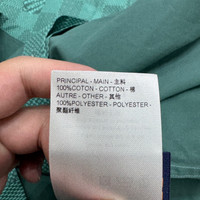 PRINCIPAL - MAIN - 主料
100%COTON - COTTON - 棉
AUTRE - OTHER - 其他
100%POLYESTER - POLYESTER -
聚酯纤维